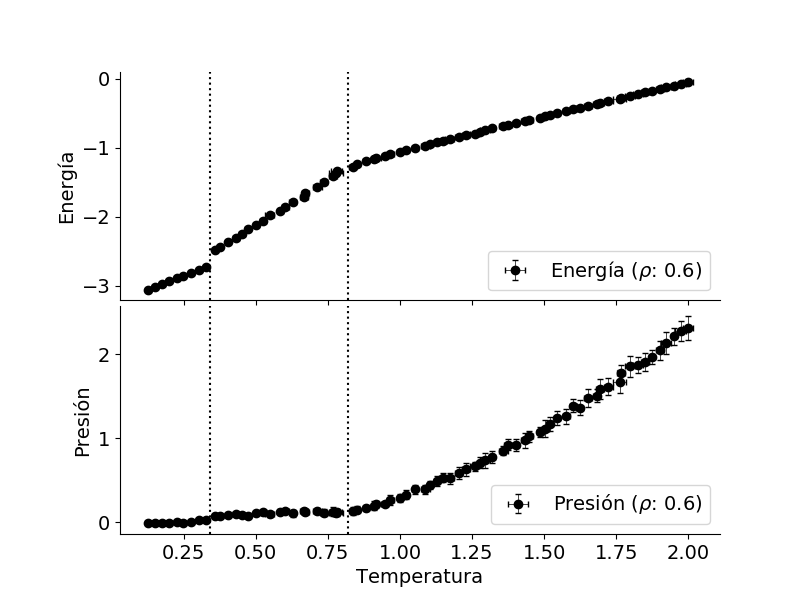 0
−1
−2
−3
Energía
Energía (ρ: 0.6)
2
1
0
Presión
Presión (ρ: 0.6)
0.25 0.50 0.75 1.00 1.25 1.50 1.75 2.00
Temperatura